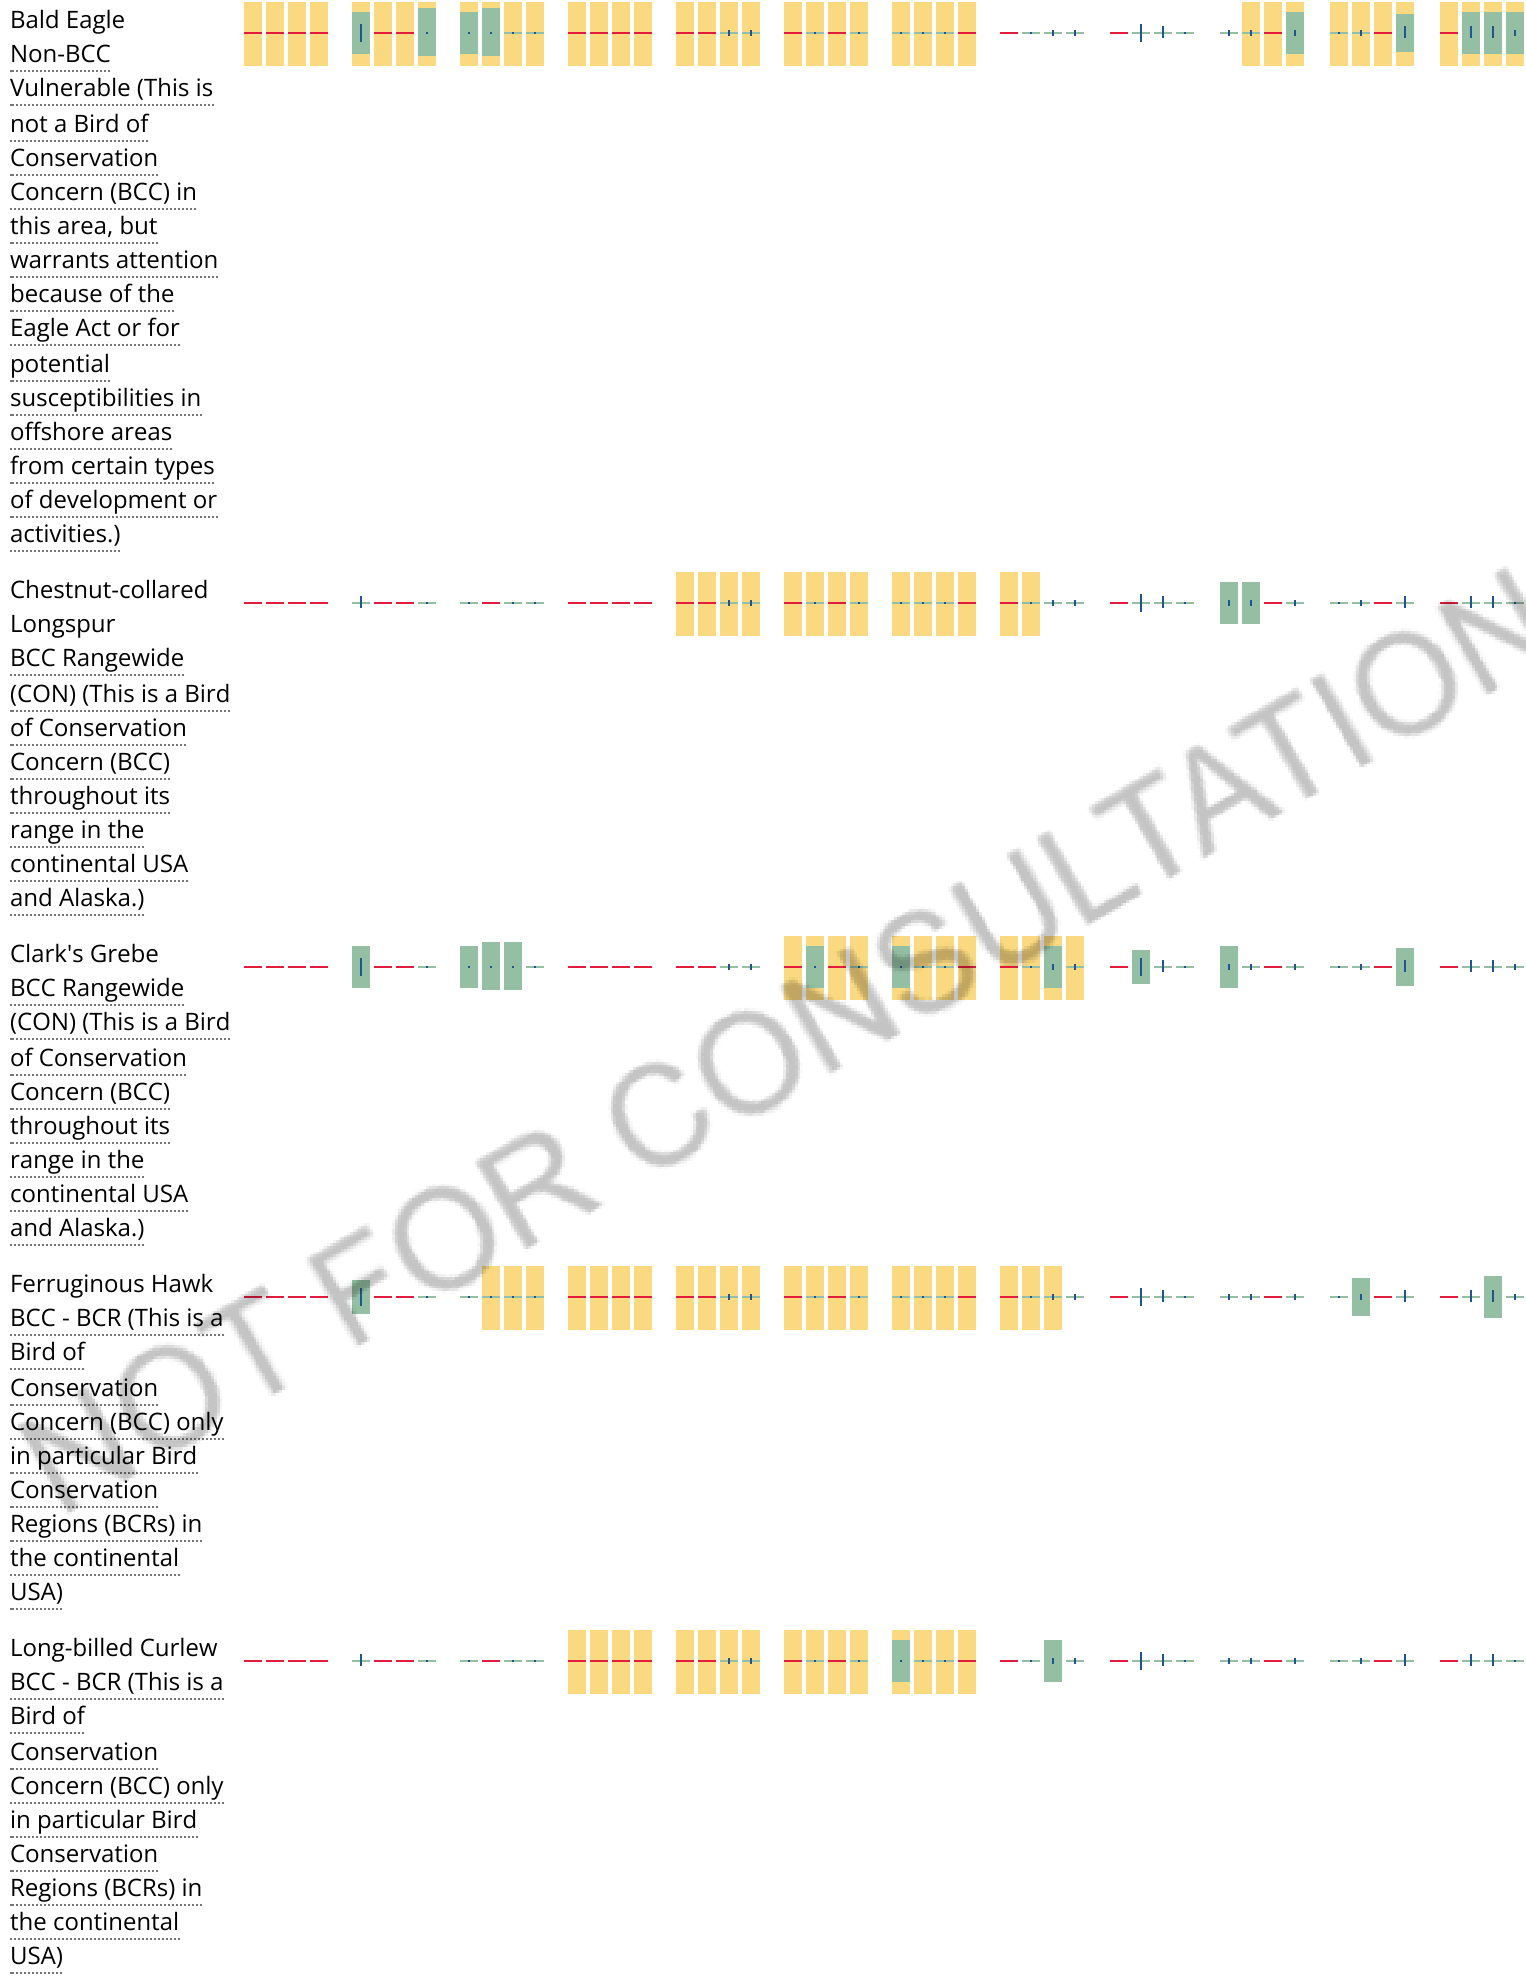 Bald Eagle
Non-BCC
Vulnerable (This is
not a Bird of
Conservation
Concern (BCC) in
this area, but
warrants attention
because of the
Eagle Act or for
potential
susceptibilities in
offshore areas
from certain types
of development or
activities.)
Chestnut-collared
Longspur
BCC Rangewide
(CON) (This is a Bird
of Conservation
Concern (BCC)
throughout its
range in the
continental USA
and Alaska.)
Clark's Grebe
BCC Rangewide
(CON) (This is a Bird
of Conservation
Concern (BCC)
throughout its
range in the
continental USA
and Alaska.)
Ferruginous Hawk
BCC - BCR (This is a
Bird of
Conservation
Concern (BCC) only
in particular Bird
Conservation
Regions (BCRs) in
the continental
USA)
Long-billed Curlew
BCC - BCR (This is a
Bird of
Conservation
Concern (BCC) only
in particular Bird
Conservation
Regions (BCRs) in
the continental
USA)
NOT FOR CONSULTATION